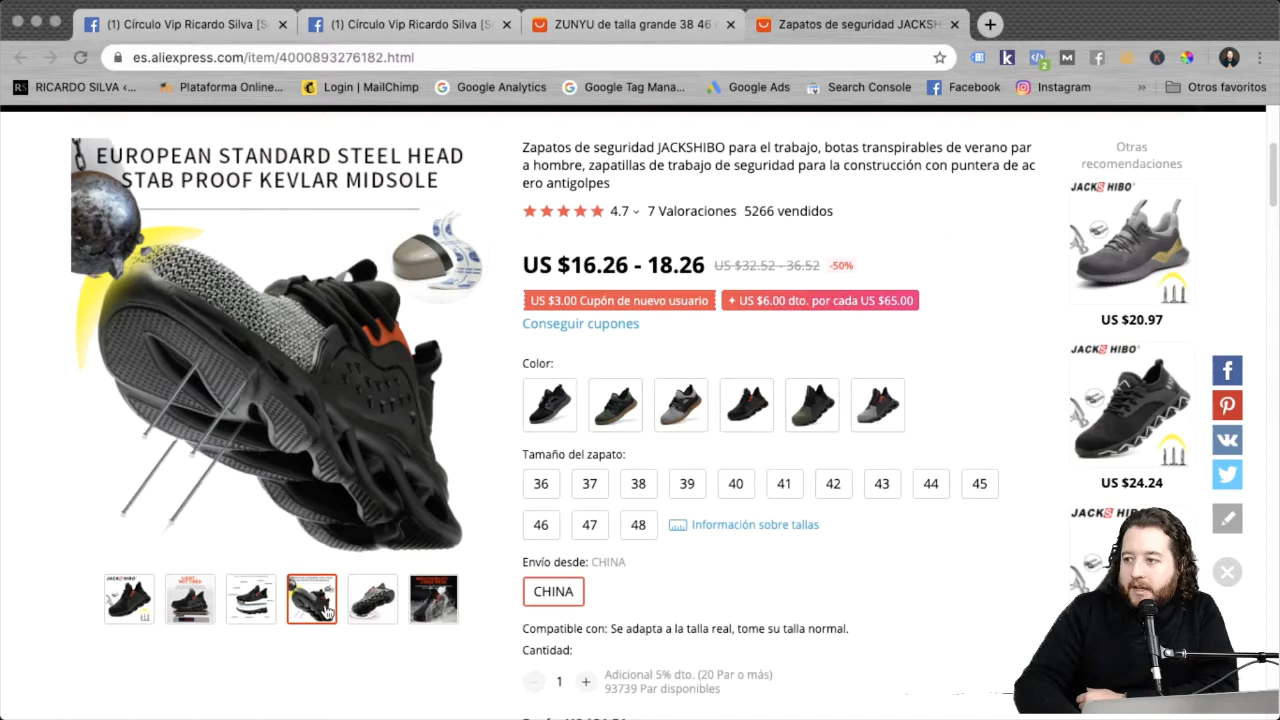 (1) Círculo Vip Ricardo Silva [S
(1) Círculo Vip Ricardo Silva [S
ZUNYU de talla grande 38 46
Zapatos de seguridad JACKSH
es.aliexpress.com/item/4000893276182.html
RS RICARDO SILVA ‹...
Plataforma Online...
Login | MailChimp
Google Analytics
Google Tag Mana...
Google Ads
Search Console
Facebook
Instagram
»
Otros favoritos
EUROPEAN STANDARD STEEL HEAD
STAB PROOF KEVLAR MIDSOLE
Zapatos de seguridad JACKSHIBO para el trabajo, botas transpirables de verano par
a hombre, zapatillas de trabajo de seguridad para la construcción con puntera de ac
ero antigolpes
4.7 7 Valoraciones 5266 vendidos
US $16.26 - 18.26 US $32.52 - 36.52 -50%
US $3.00 Cupón de nuevo usuario + US $6.00 dto. por cada US $65.00
Conseguir cupones
Color:
Tamaño del zapato:
36 37 38 39 40 41 42 43 44 45
46 47 48 Información sobre tallas
Envío desde: CHINA
CHINA
Compatible con: Se adapta a la talla real, tome su talla normal.
Cantidad:
1
Adicional 5% dto. (20 Par o más)
93739 Par disponibles
Otras
recomendaciones
JACKS HIBO
US $20.97
JACKS HIBO
US $24.24
JACKS HIBO